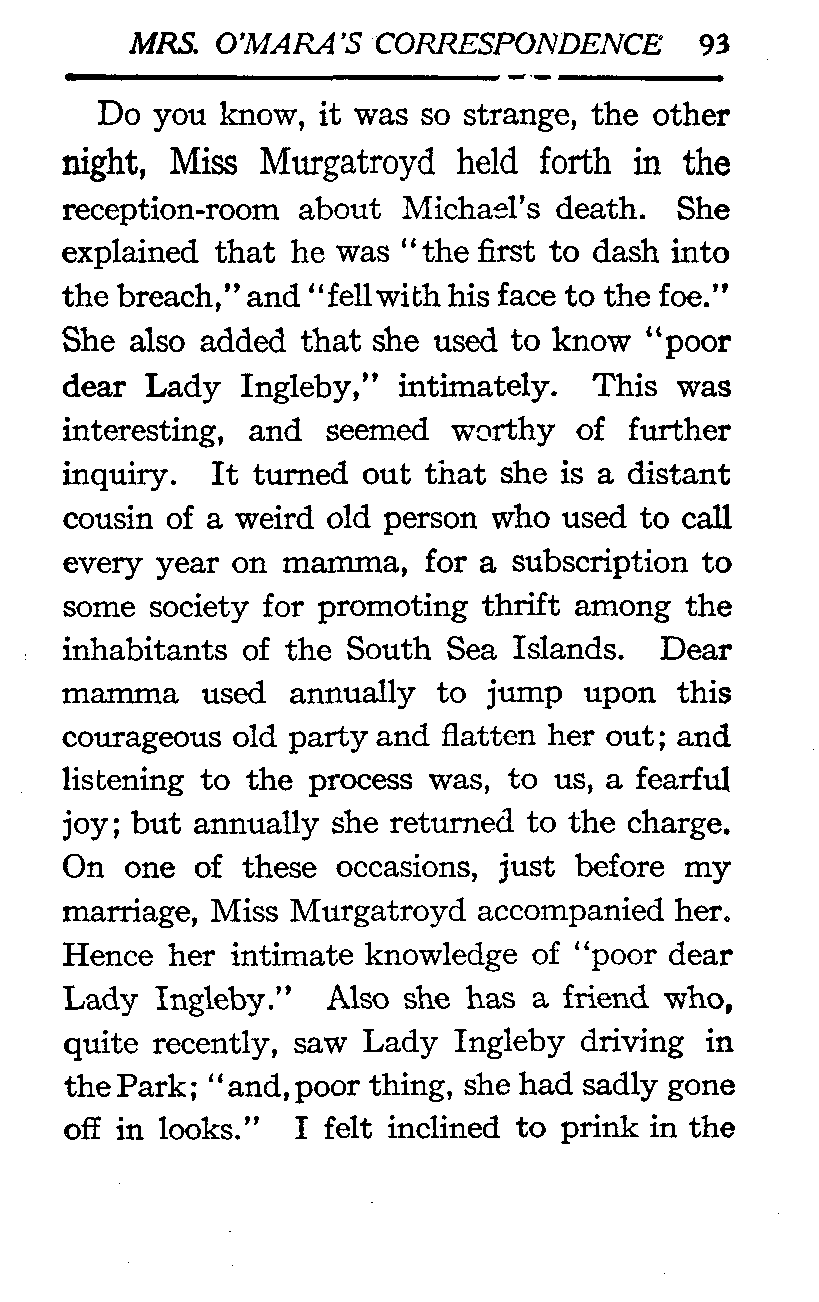 MRS. O'MARA'S CORRESPONDENCE 93
Do you know, it was so strange, the other
night, Miss Murgatroyd held forth in the
reception-room about Michael's death. She
explained that he was "the first to dash into
the breach," and "fell with his face to the foe."
She also added that she used to know "poor
dear Lady Ingleby," intimately. This was
interesting, and seemed worthy of further
inquiry. It turned out that she is a distant
cousin of a weird old person who used to call
every year on mamma, for a subscription to
some society for promoting thrift among the
inhabitants of the South Sea Islands. Dear
mamma used annually to jump upon this
courageous old party and flatten her out; and
listening to the process was, to us, a fearful
joy; but annually she returned to the charge.
On one of these occasions, just before my
marriage, Miss Murgatroyd accompanied her.
Hence her intimate knowledge of "poor dear
Lady Ingleby." Also she has a friend who,
quite recently, saw Lady Ingleby driving in
the Park; "and, poor thing, she had sadly gone
off in looks." I felt inclined to prink in the